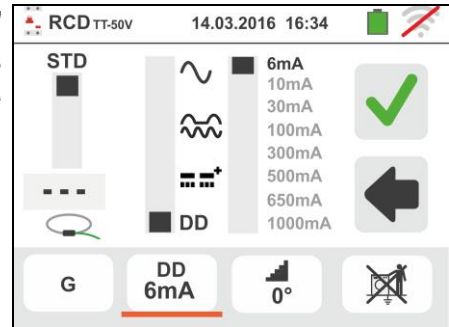 RCD TT-50V 14.03.2016 16:34
STD
6mA
10mA
30mA
100mA
300mA
500mA
650mA
1000mA
---
DD
G
DD
6mA
0°